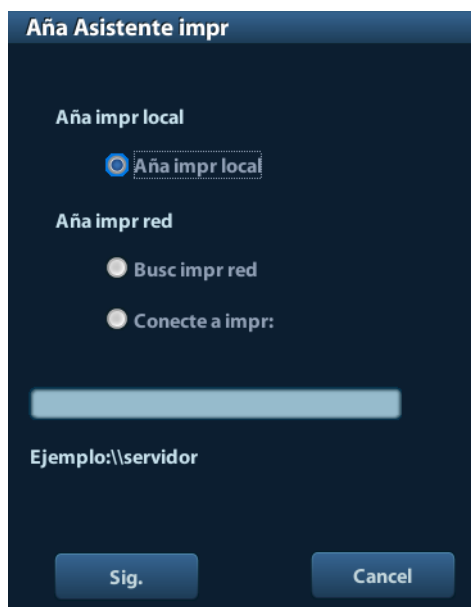 Aña Asistente impr
Aña impr local
Aña impr local
Aña impr red
Busc impr red
Conecte a impr:
Ejemplo:\\servidor
Sig.
Cancel